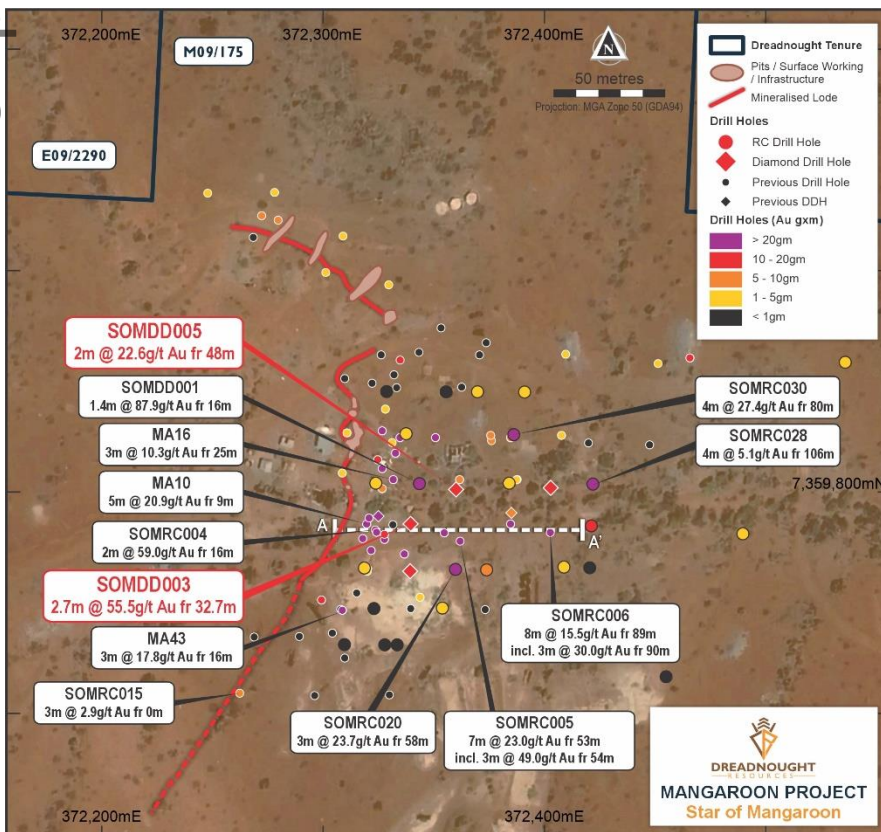 372,200mE
372,300mE
372,400mE
M09/175
E09/2290
N
50 metres
Projection: MGA Zone 50 (GDA94)
Dreadnought Tenure
Pits / Surface Working
/ Infrastructure
Mineralised Lode
Drill Holes
RC Drill Hole
Diamond Drill Hole
Previous Drill Hole
Previous DDH
Drill Holes (Au gxm)
> 20gm
10 - 20gm
5 - 10gm
1 - 5gm
< 1gm
SOMDD005
2m @ 22.6g/t Au fr 48m
SOMDD001
1.4m @ 87.9g/t Au fr 16m
MA16
3m @ 10.3g/t Au fr 25m
MA10
5m @ 20.9g/t Au fr 9m
SOMRC004
2m @ 59.0g/t Au fr 16m
SOMDD003
2.7m @ 55.5g/t Au fr 32.7m
MA43
3m @ 17.8g/t Au fr 16m
SOMRC015
3m @ 2.9g/t Au fr 0m
SOMRC030
4m @ 27.4g/t Au fr 80m
SOMRC028
4m @ 5.1g/t Au fr 106m
7,359,800mN
A
A'
SOMRC006
8m @ 15.5g/t Au fr 89m
incl. 3m @ 30.0g/t Au fr 90m
SOMRC020
3m @ 23.7g/t Au fr 58m
SOMRC005
7m @ 23.0g/t Au fr 53m
incl. 3m @ 49.0g/t Au fr 54m
372,200mE
372,400mE
DREADNOUGHT
RESOURCES
MANGAROON PROJECT
Star of Mangaroon